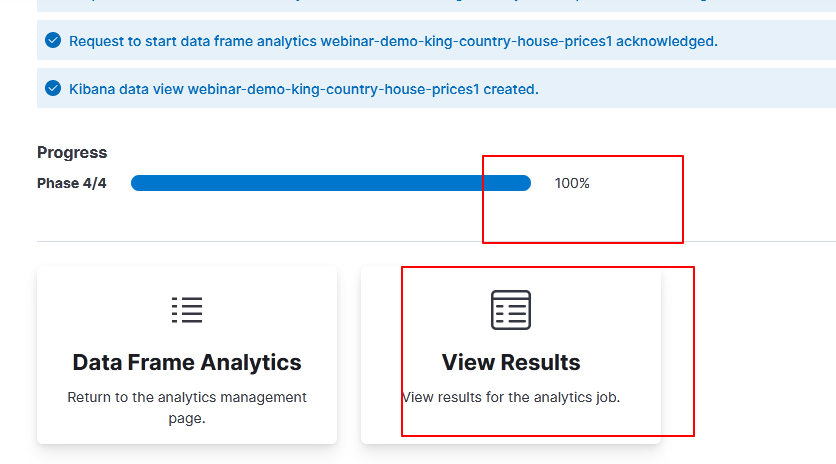 Request to start data frame analytics webinar-demo-king-country-house-prices1 acknowledged.
Kibana data view webinar-demo-king-country-house-prices1 created.
Progress
Phase 4/4
100%
Data Frame Analytics
Return to the analytics management
page.
View Results
View results for the analytics job.